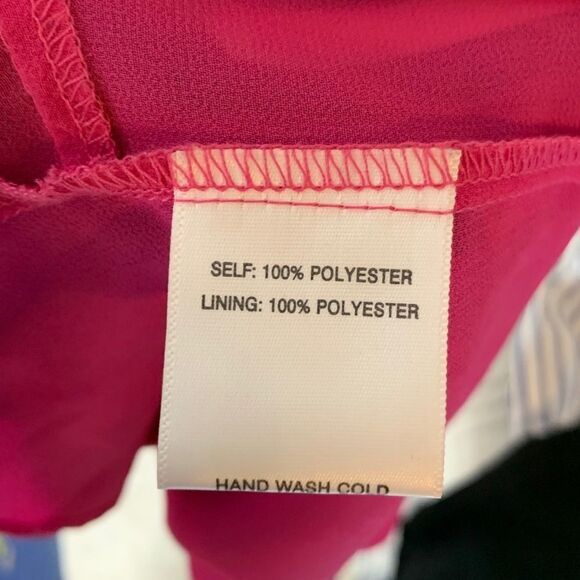 SELF: 100% POLYESTER
LINING: 100% POLYESTER
HAND WASH COLD